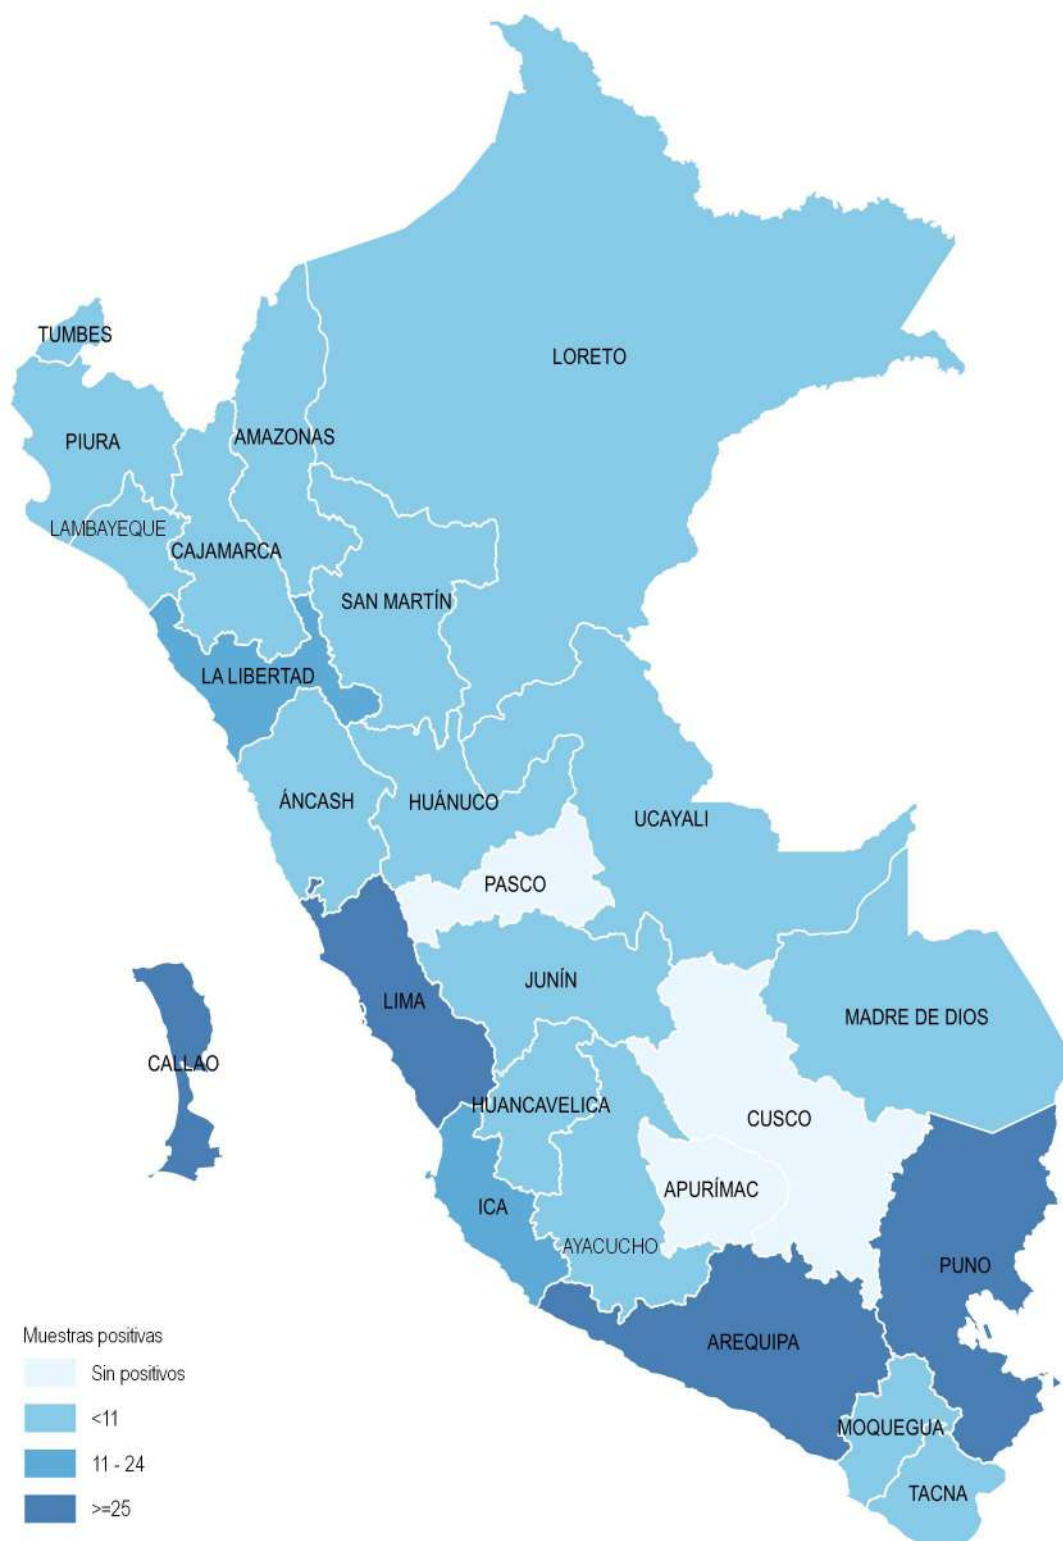 TUMBES
LORETO
PIURA
AMAZONAS
LAMBAYEQUE
CAJAMARCA
SAN MARTÍN
LA LIBERTAD
ÁNCASH
HUÁNUCO
UCAYALI
PASCO
JUNÍN
LIMA
MADRE DE DIOS
CALLAO
HUANCAVELICA
CUSCO
APURÍMAC
ICA
AYACUCHO
PUNO
AREQUIPA
MOQUEGUA
TACNA
Muestras positivas
Sin positivos
<11
11 - 24
>=25